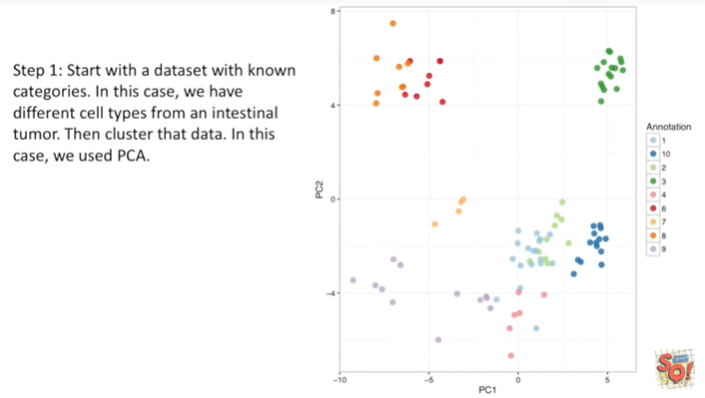 Step 1: Start with a dataset with known
categories. In this case, we have
different cell types from an intestinal
tumor. Then cluster that data. In this
case, we used PCA.
8
4
0
−4
PC2
−10
−5
0
5
PC1
Annotation
1
10
2
3
4
6
7
8
9
SQ!